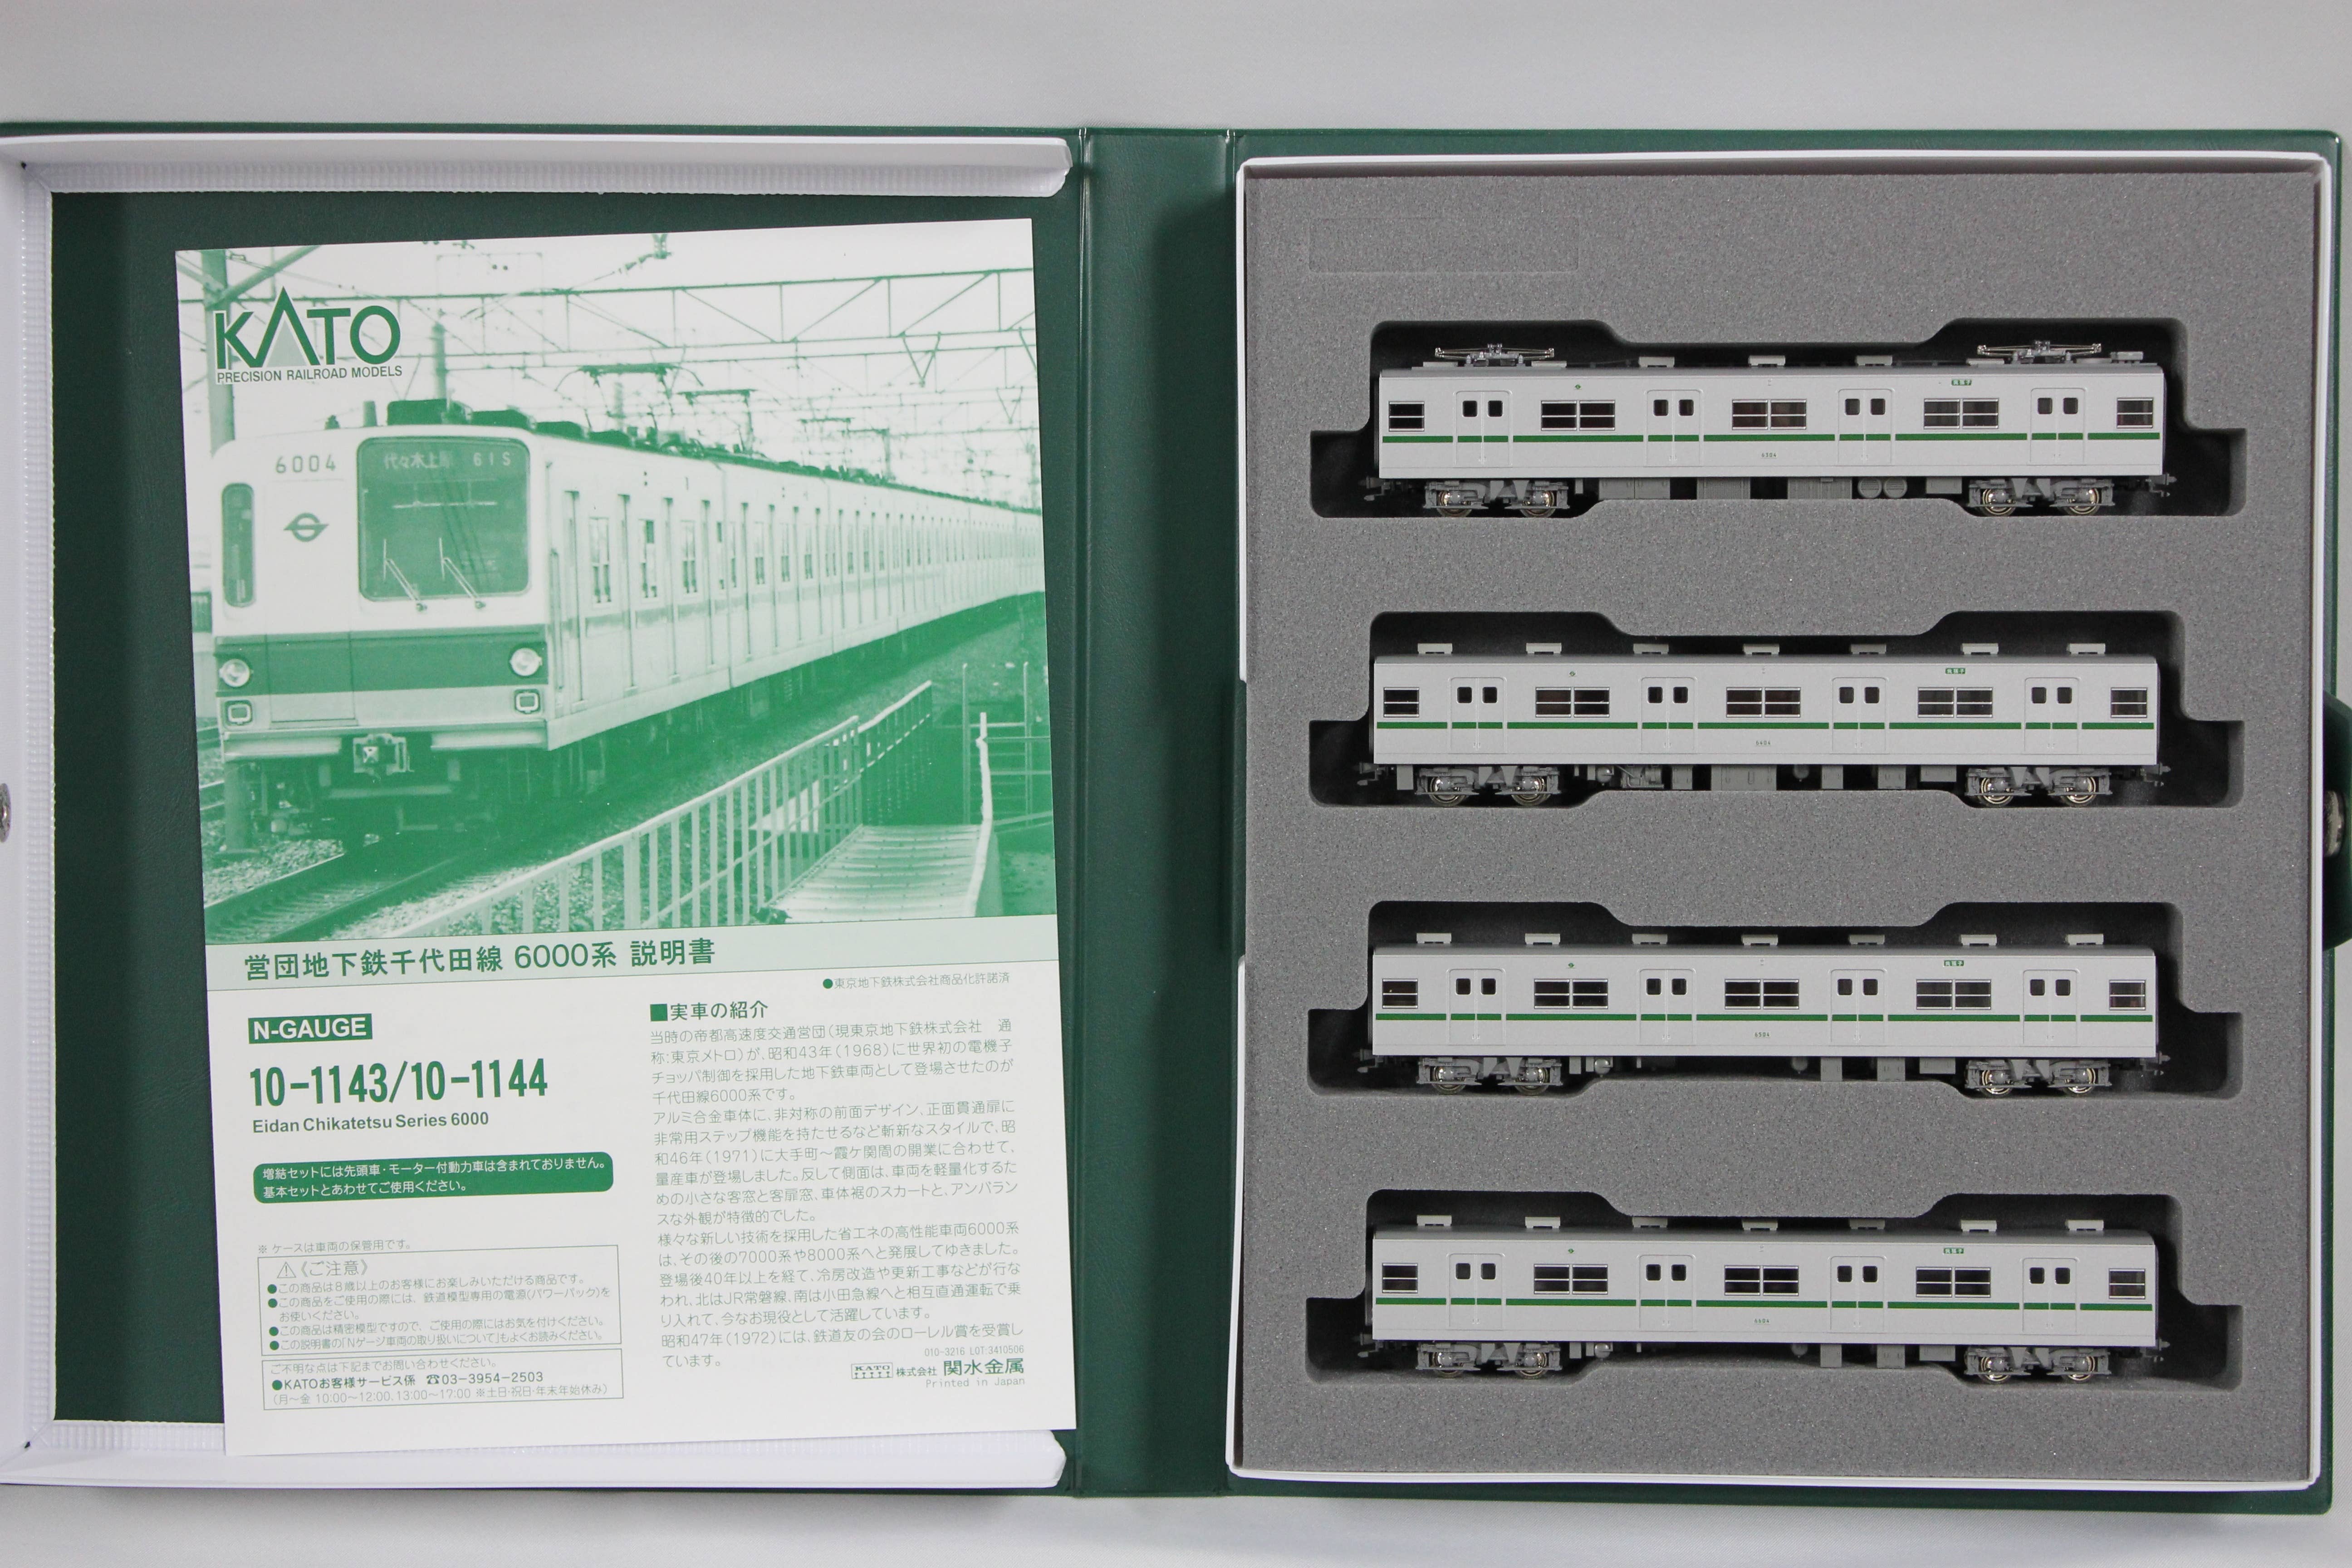 KATO
PRECISION RAILROAD MODELS
6004
代々木上原 61S
営団地下鉄千代田線 6000系 説明書
●東京地下鉄株式会社商品化許諾済
N-GAUGE
10-1143/10-1144
Eidan Chikatetsu Series 6000
増結セットには先頭車・モーター付動力車は含まれておりません。
基本セットとあわせてご使用ください。
※ ケースは車両の保管用です。
⚠《ご注意》
●この商品は8歳以上のお客様にお楽しみいただける商品です。
●この商品をご使用の際には、鉄道模型専用の電源(パワーパック)を
お使いください。
●この商品は精密模型ですので、ご使用の際にはお気を付けください。
●この説明書の「Nゲージ車両の取り扱いについて」もよくお読みください。
ご不明な点は下記までお問い合わせください。
●KATOお客様サービス係 ☎03-3954-2503
(月〜金 10:00〜12:00, 13:00〜17:00 ※土日・祝日・年末年始休み)
■実車の紹介
当時の帝都高速度交通営団(現東京地下鉄株式会社 通
称:東京メトロ)が、昭和43年(1968)に世界初の電機子
チョッパ制御を採用した地下鉄車両として登場させたのが
千代田線6000系です。
アルミ合金車体に、非対称の前面デザイン、正面貫通扉に
非常用ステップ機能を持たせるなど斬新なスタイルで、昭
和46年(1971)に大手町〜霞ケ関間の開業に合わせて、
量産車が登場しました。反して側面は、車両を軽量化するた
めの小さな客窓と客扉窓、車体裾のスカートと、アンバラン
スな外観が特徴的でした。
様々な新しい技術を採用した省エネの高性能車両6000系
は、その後の7000系や8000系へと発展してゆきました。
登場後40年以上を経て、冷房改造や更新工事などが行な
われ、北はJR常磐線、南は小田急線へと相互直通運転で乗
り入れて、今なお現役として活躍しています。
昭和47年(1972)には、鉄道友の会のローレル賞を受賞し
ています。
010-3216 LOT:3410506
KATO 株式会社 関水金属
Printed in Japan
6304
6404
6504
6604